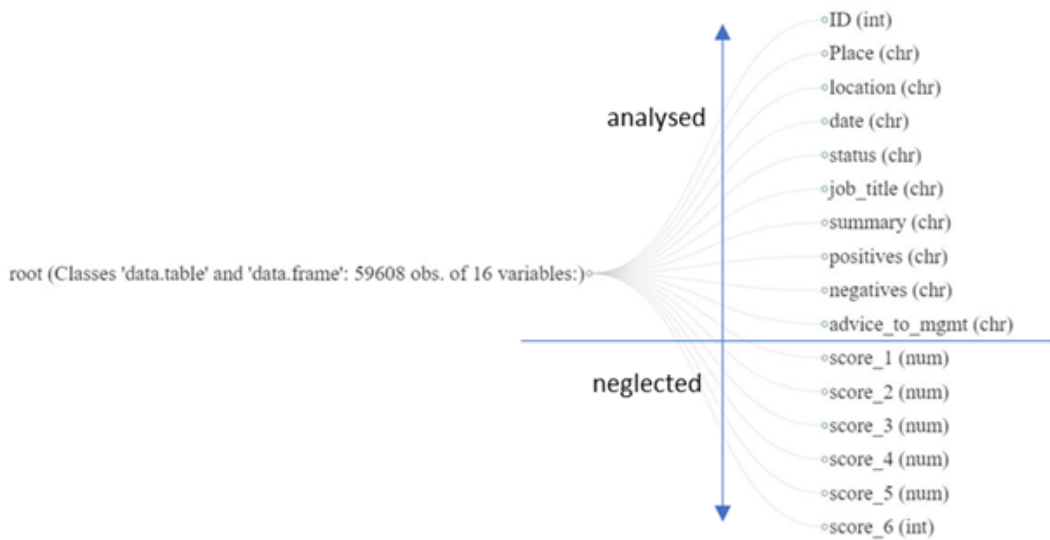 ID (int)
Place (chr)
location (chr)
analysed
date (chr)
status (chr)
job_title (chr)
summary (chr)
positives (chr)
root (Classes 'data.table' and 'data.frame': 59608 obs. of 16 variables:)
negatives (chr)
advice_to_mgmt (chr)
score_1 (num)
neglected
score_2 (num)
score_3 (num)
score_4 (num)
score_5 (num)
score_6 (int)